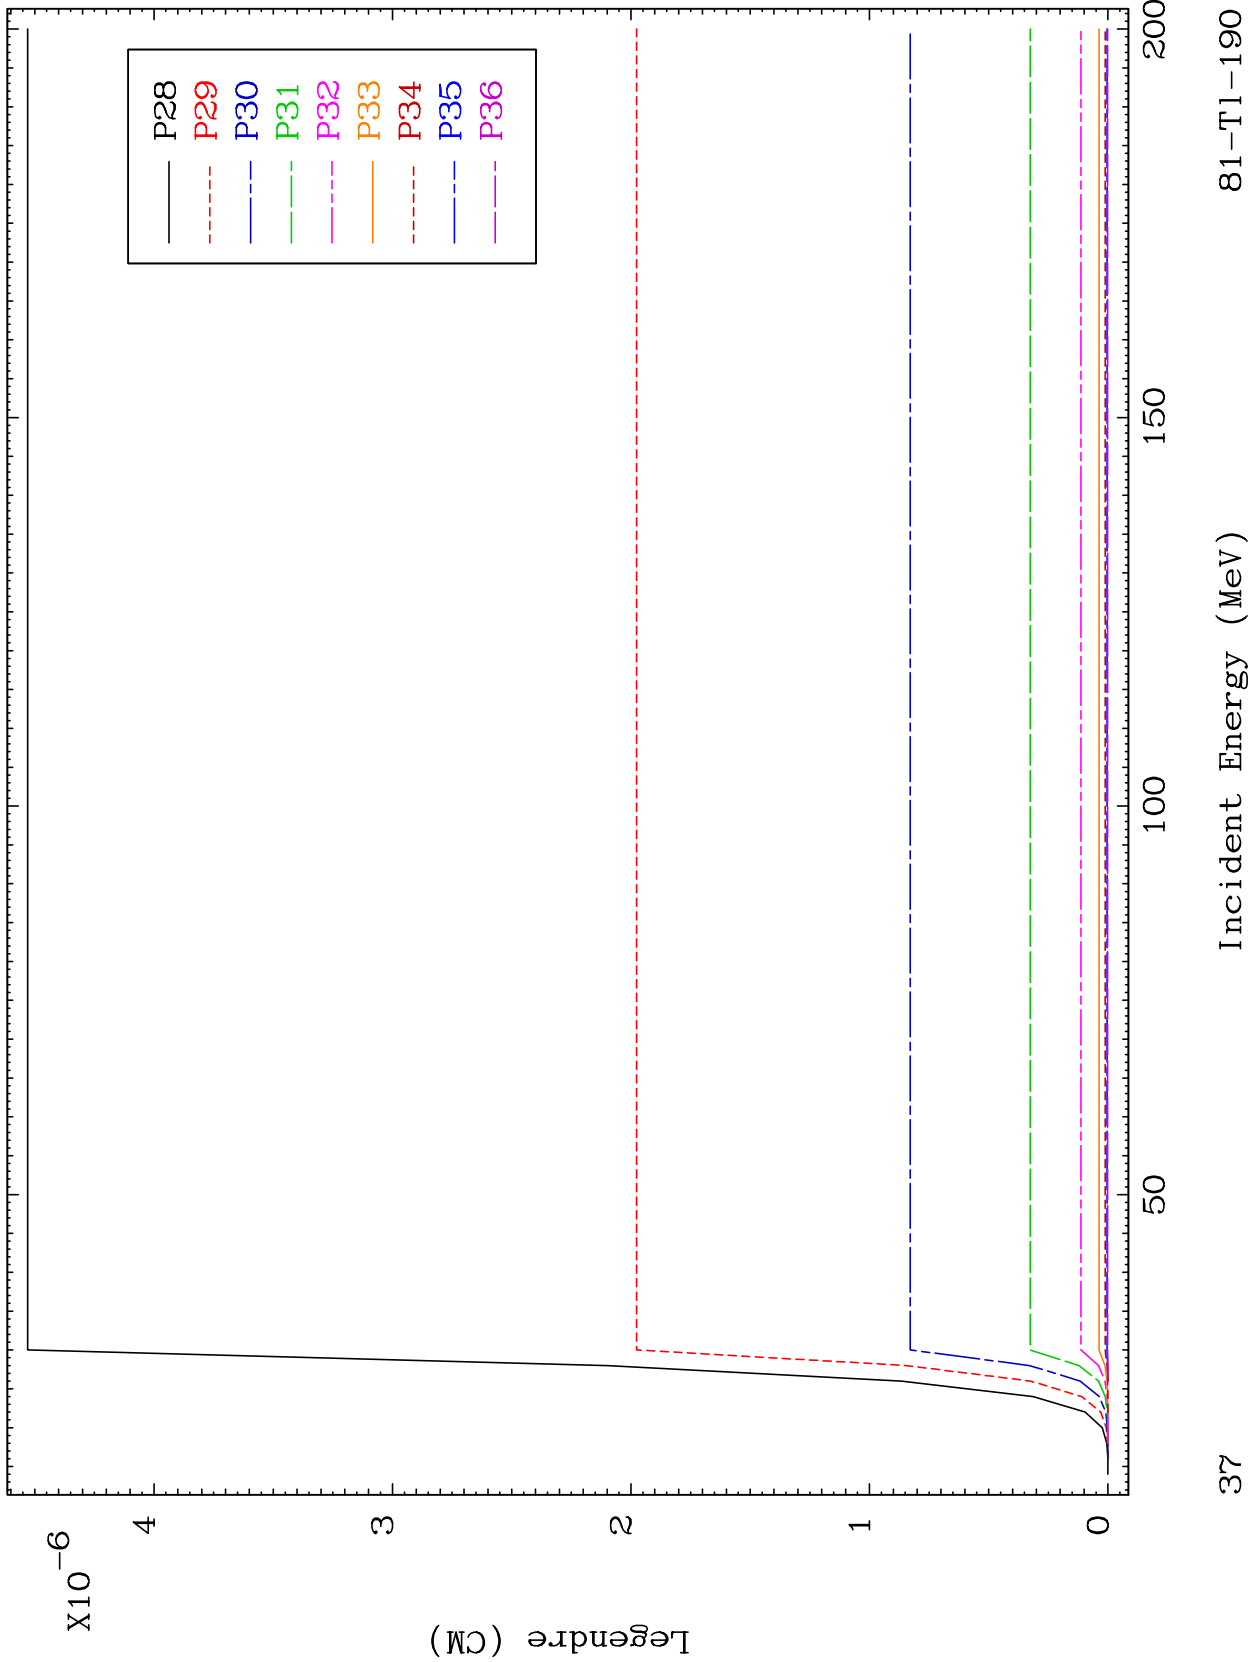 X10-6
Legendre (CM)
4
3
2
1
0
P28
P29
P30
P31
P32
P33
P34
P35
P36
50
100
150
200
37
Incident Energy (MeV)
81-Tl-190